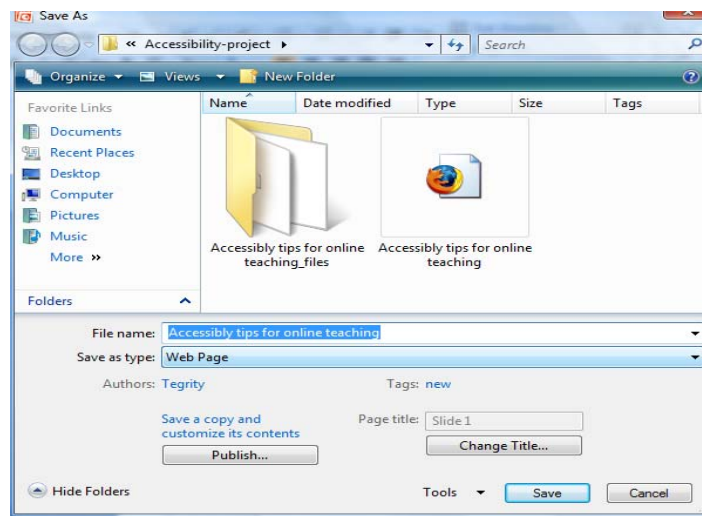 Save As
« Accessibility-project
Search
Organize Views New Folder
Favorite Links
Name Date modified Type Size Tags
Documents
Recent Places
Desktop
Computer
Pictures
Music
More »
Accessibly tips for online teaching_files
Accessibly tips for online teaching
Folders
File name: Accessibly tips for online teaching
Save as type: Web Page
Authors: Tegrity Tags: new
Save a copy and customize its contents
Page title: Slide 1
Publish...
Change Title...
Hide Folders
Tools Save Cancel